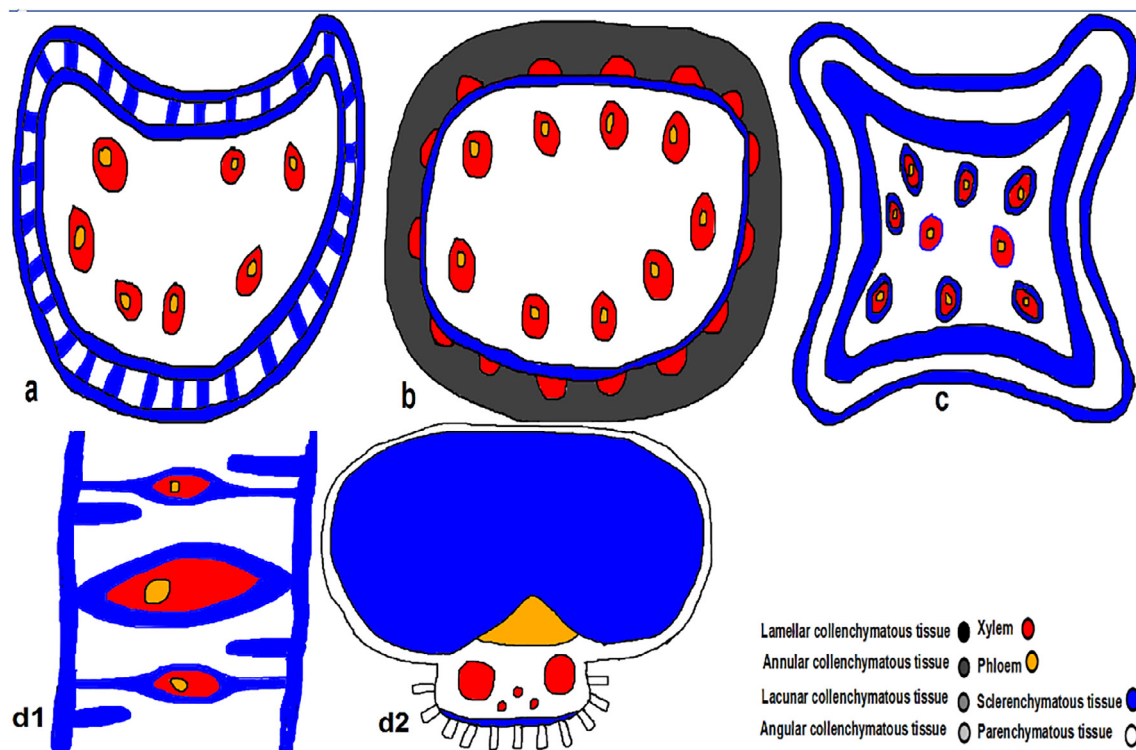 a
b
c
d1
d2
Lamellar collenchymatous tissue Xylem
Annular collenchymatous tissue Phloem
Lacunar collenchymatous tissue Sclerenchymatous tissue
Angular collenchymatous tissue Parenchymatous tissue